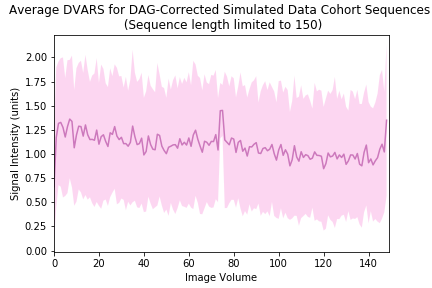 Average DVARS for DAG-Corrected Simulated Data Cohort Sequences
(Sequence length limited to 150)
Signal Intensity (units)
2.00
1.75
1.50
1.25
1.00
0.75
0.50
0.25
0.00
0 20 40 60 80 100 120 140
Image Volume